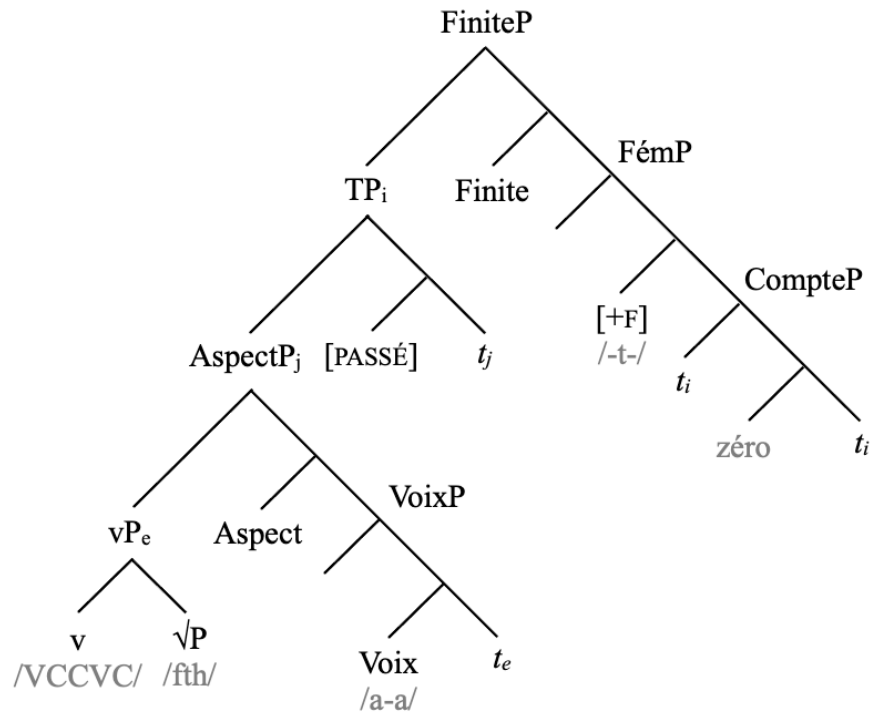 FiniteP
FémP
TPᵢ Finite
CompteP
[+F]
/-t-/
AspectPⱼ [PASSÉ] tⱼ
tᵢ
zéro tᵢ
VoixP
vPₑ Aspect
v √P
/VCCVC/ /fth/
Voix tₑ
/a-a/